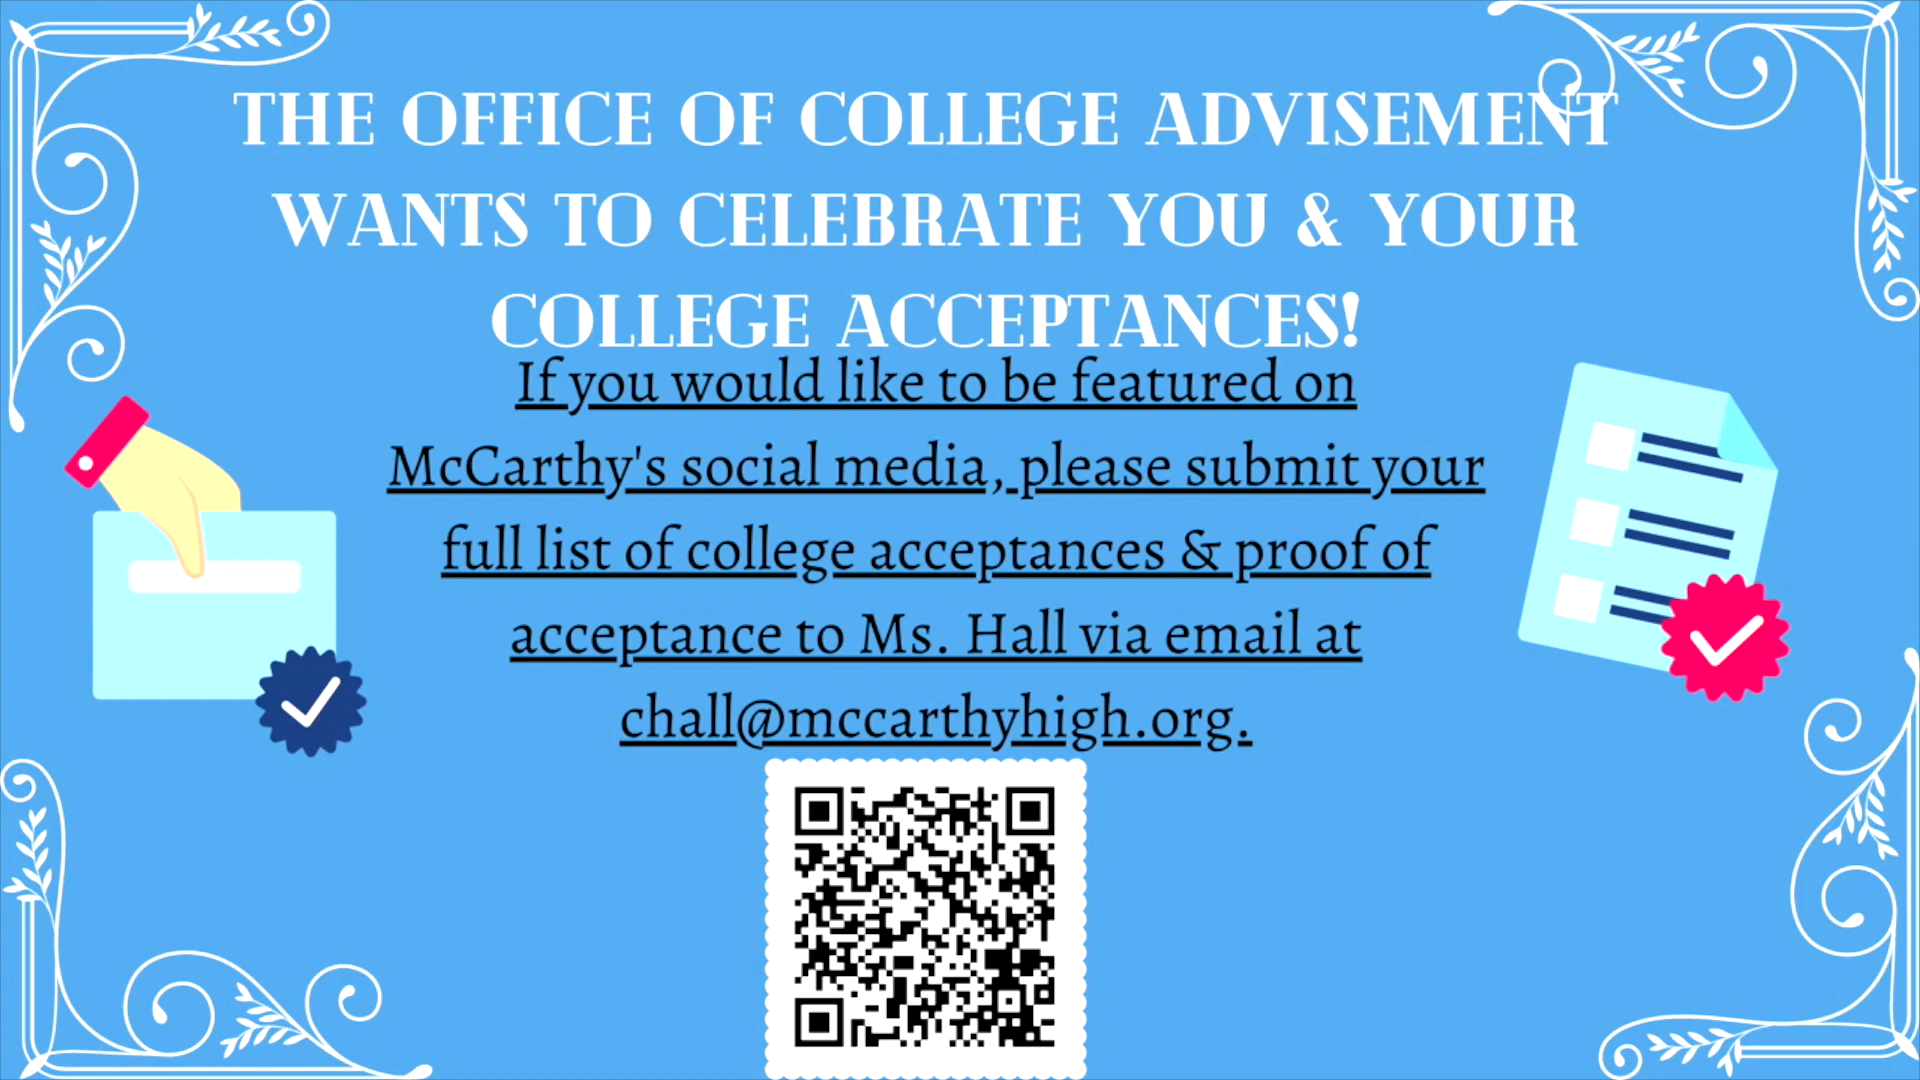 THE OFFICE OF COLLEGE ADVISEMENT
WANTS TO CELEBRATE YOU & YOUR
COLLEGE ACCEPTANCES!
If you would like to be featured on
McCarthy's social media, please submit your
full list of college acceptances & proof of
acceptance to Ms. Hall via email at
chall@mccarthyhigh.org.